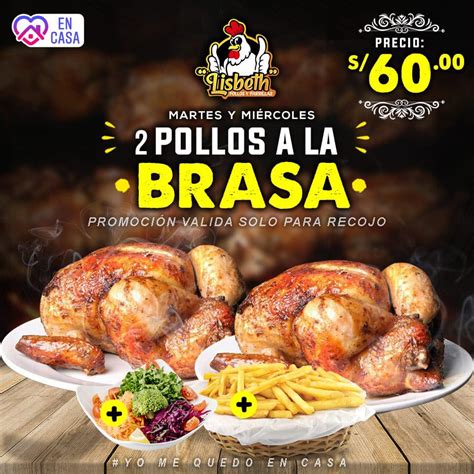 EN
CASA
"Lisbeth"
POLLOS Y PARRILLAS
PRECIO:
S/60.00
MARTES Y MIÉRCOLES
2 POLLOS A LA
BRASA
PROMOCIÓN VALIDA SOLO PARA RECOJO
+
+
#YO ME QUEDO EN CASA